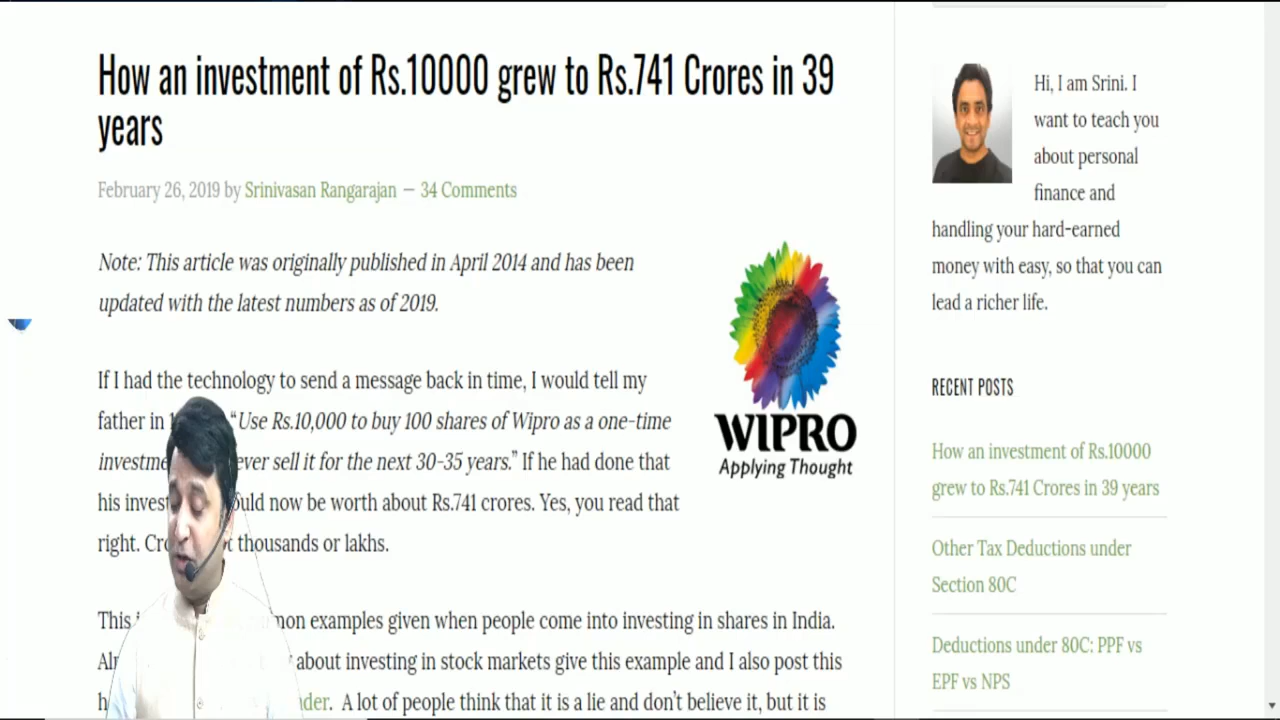 How an investment of Rs.10000 grew to Rs.741 Crores in 39
years
February 26, 2019 by Srinivasan Rangarajan — 34 Comments
Note: This article was originally published in April 2014 and has been
updated with the latest numbers as of 2019.
If I had the technology to send a message back in time, I would tell my
father in “Use Rs.10,000 to buy 100 shares of Wipro as a one-time
sell it for the next 30-35 years.” If he had done that
his now be worth about Rs.741 crores. Yes, you read that
right. thousands or lakhs.
This examples given when people come into investing in shares in India.
about investing in stock markets give this example and I also post this
A lot of people think that it is a lie and don’t believe it, but it is
WIPRO
Applying Thought
Hi, I am Srini. I
want to teach you
about personal
finance and
handling your hard-earned
money with easy, so that you can
lead a richer life.
RECENT POSTS
How an investment of Rs.10000
grew to Rs.741 Crores in 39 years
Other Tax Deductions under
Section 80C
Deductions under 80C: PPF vs
EPF vs NPS